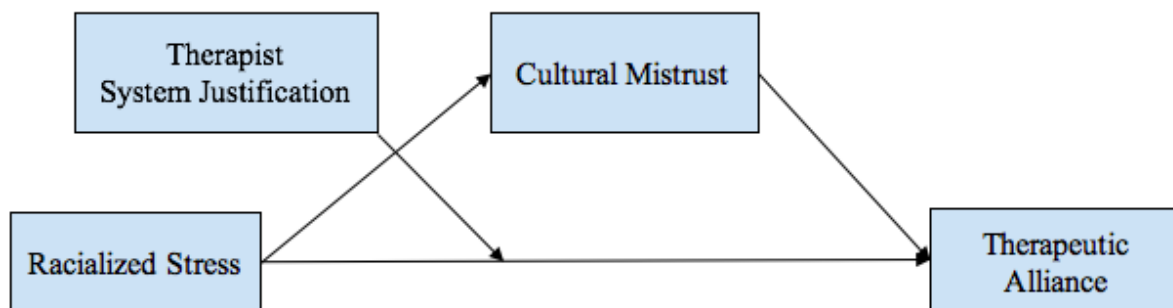 Therapist
System Justification
Cultural Mistrust
Racialized Stress
Therapeutic
Alliance